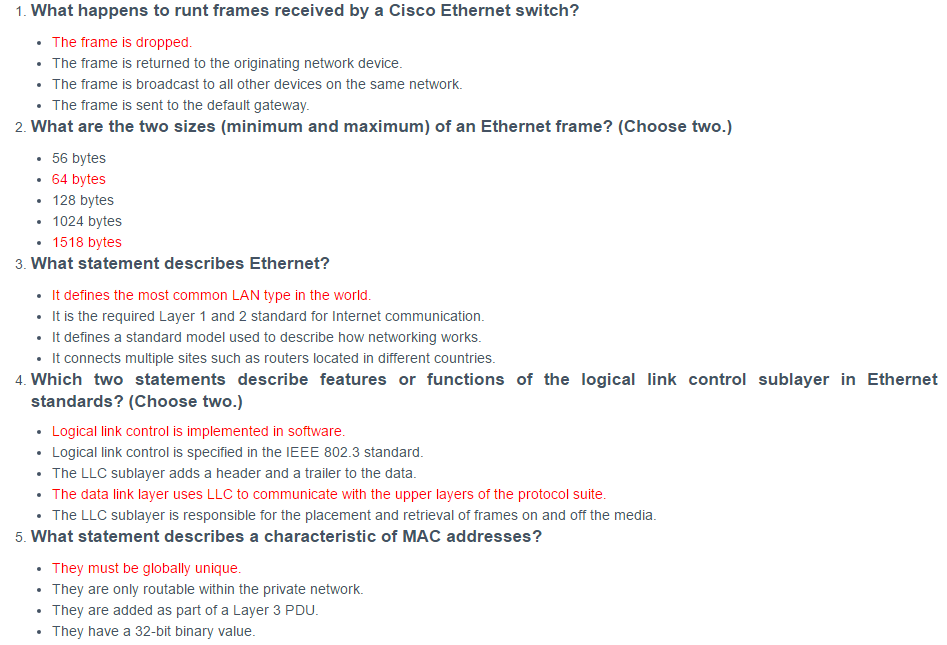 1. What happens to runt frames received by a Cisco Ethernet switch?
• The frame is dropped.
• The frame is returned to the originating network device.
• The frame is broadcast to all other devices on the same network.
• The frame is sent to the default gateway.
2. What are the two sizes (minimum and maximum) of an Ethernet frame? (Choose two.)
• 56 bytes
• 64 bytes
• 128 bytes
• 1024 bytes
• 1518 bytes
3. What statement describes Ethernet?
• It defines the most common LAN type in the world.
• It is the required Layer 1 and 2 standard for Internet communication.
• It defines a standard model used to describe how networking works.
• It connects multiple sites such as routers located in different countries.
4. Which two statements describe features or functions of the logical link control sublayer in Ethernet
standards? (Choose two.)
• Logical link control is implemented in software.
• Logical link control is specified in the IEEE 802.3 standard.
• The LLC sublayer adds a header and a trailer to the data.
• The data link layer uses LLC to communicate with the upper layers of the protocol suite.
• The LLC sublayer is responsible for the placement and retrieval of frames on and off the media.
5. What statement describes a characteristic of MAC addresses?
• They must be globally unique.
• They are only routable within the private network.
• They are added as part of a Layer 3 PDU.
• They have a 32-bit binary value.